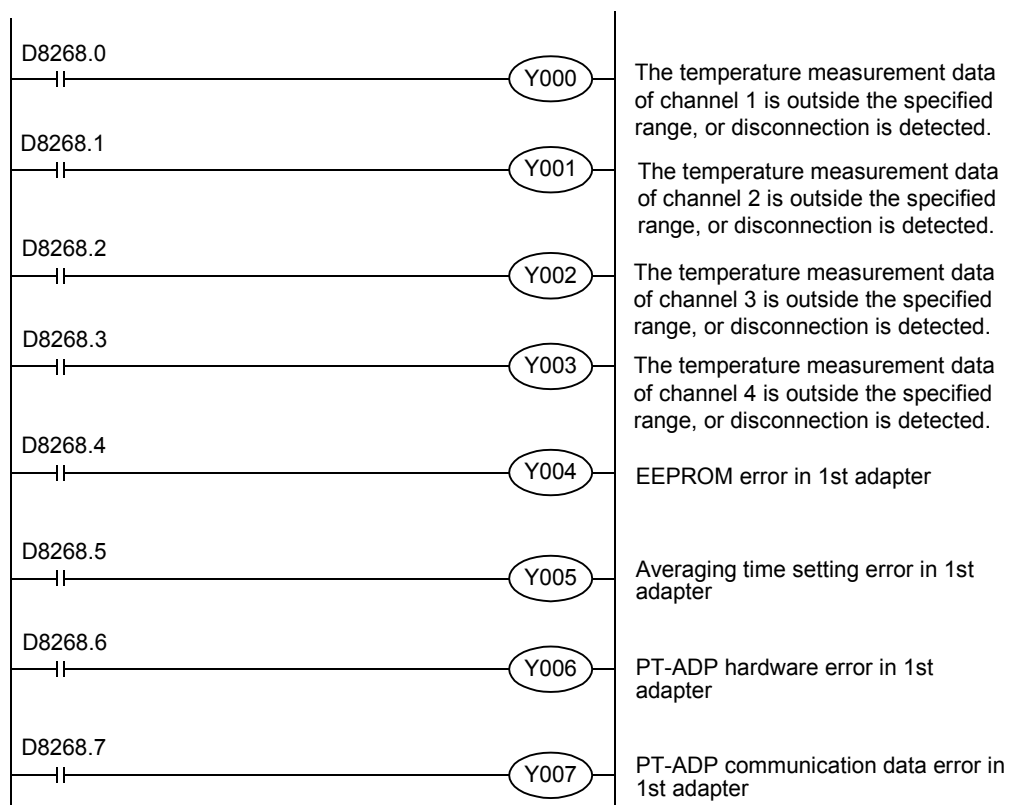 D8268.0
Y000
The temperature measurement data
of channel 1 is outside the specified
range, or disconnection is detected.
D8268.1
Y001
The temperature measurement data
of channel 2 is outside the specified
range, or disconnection is detected.
D8268.2
Y002
The temperature measurement data
of channel 3 is outside the specified
range, or disconnection is detected.
D8268.3
Y003
The temperature measurement data
of channel 4 is outside the specified
range, or disconnection is detected.
D8268.4
Y004
EEPROM error in 1st adapter
D8268.5
Y005
Averaging time setting error in 1st
adapter
D8268.6
Y006
PT-ADP hardware error in 1st
adapter
D8268.7
Y007
PT-ADP communication data error in
1st adapter